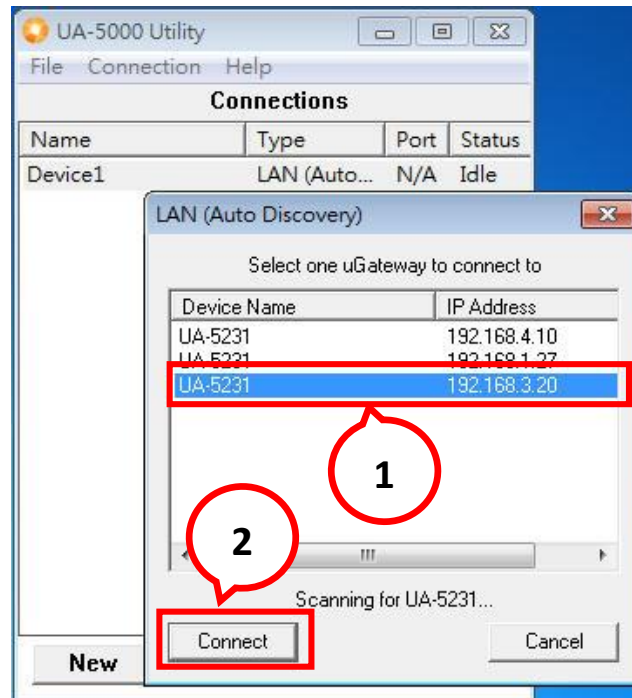 UA-5000 Utility
File Connection Help
Connections
Name Type Port Status
Device1 LAN (Auto... N/A Idle
LAN (Auto Discovery)
Select one uGateway to connect to
Device Name IP Address
UA-5231 192.168.4.10
UA-5231 192.168.1.27
UA-5231 192.168.3.20
1
2
Scanning for UA-5231...
Connect Cancel
New